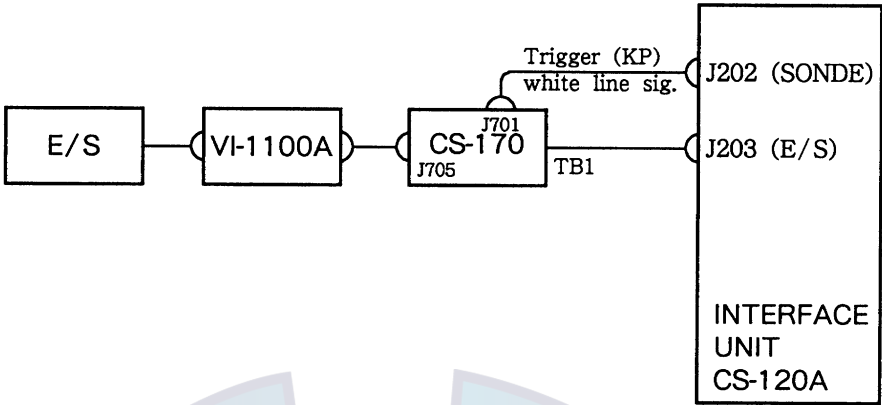 Trigger (KP)
white line sig.
J202 (SONDE)
E/S
VI-1100A
J701
CS-170
J705
TB1
J203 (E/S)
INTERFACE
UNIT
CS-120A